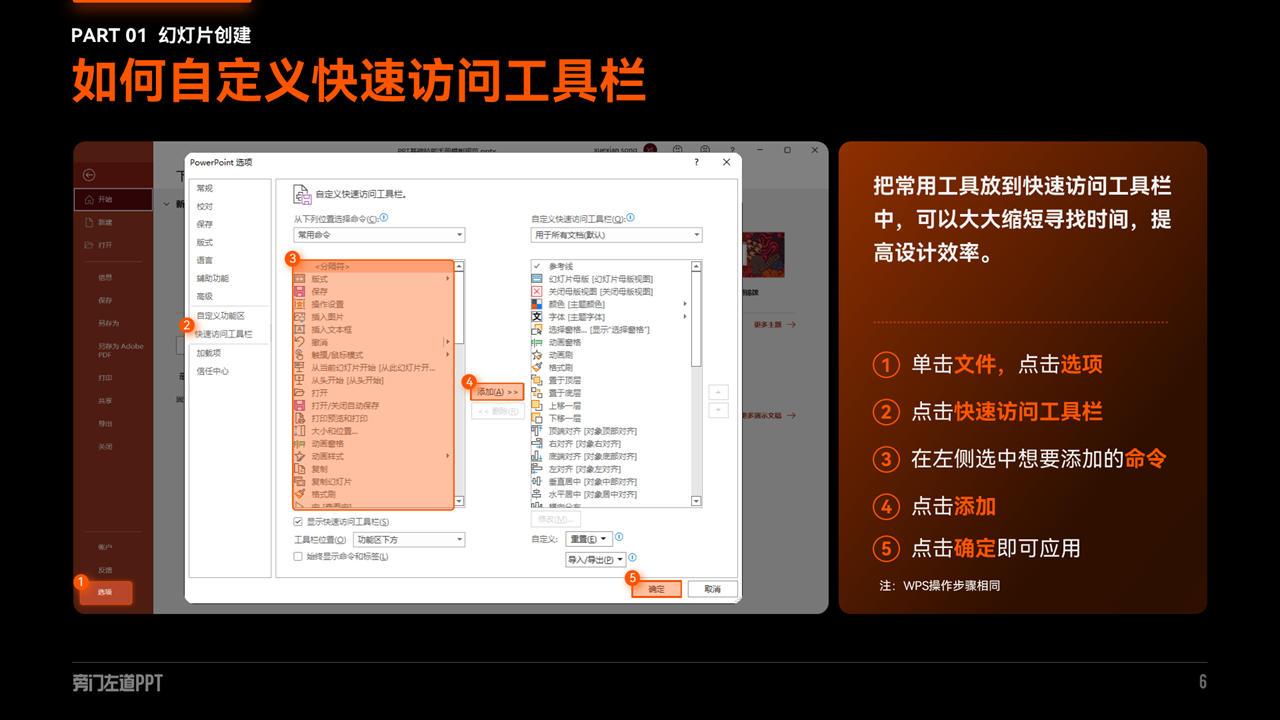 PART 01 幻灯片创建
如何自定义快速访问工具栏
PowerPoint 选项
?
开始
新建
打开
信息
保存
另存为
另存为 Adobe
PDF
打印
共享
导出
关闭
帐户
反馈
1
选项
常规
校对
保存
版式
语言
辅助功能
高级
自定义功能区
2
快速访问工具栏
加载项
信任中心
自定义快速访问工具栏。
从下列位置选择命令(C):
常用命令
3
<分隔符>
版式
保存
操作设置
插入图片
插入文本框
撤消
触摸/鼠标模式
从当前幻灯片开始 [从此幻灯片开...
从头开始 [从头开始]
打开
打开/关闭自动保存
打印预览和打印
大小和位置...
动画窗格
动画样式
复制
复制幻灯片
格式刷
显示快速访问工具栏(S)
工具栏位置(O)
功能区下方
始终显示命令和标签(L)
4
添加(A) >>
<< 删除(R)
自定义快速访问工具栏(Q):
用于所有文档(默认)
参考线
幻灯片母版 [幻灯片母版视图]
关闭母版视图 [关闭母版视图]
颜色 [主题颜色]
字体 [主题字体]
选择窗格... [显示"选择窗格"]
动画窗格
动画刷
格式刷
置于顶层
置于底层
上移一层
下移一层
顶端对齐 [对象顶部对齐]
右对齐 [对象右对齐]
底端对齐 [对象底部对齐]
左对齐 [对象左对齐]
垂直居中 [对象中部对齐]
水平居中 [对象居中对齐]
修改(M)...
自定义:
重置(E)
导入/导出(P)
5
确定
取消
更多主题
更多演示文稿
把常用工具放到快速访问工具栏
中，可以大大缩短寻找时间，提
高设计效率。
1 单击文件，点击选项
2 点击快速访问工具栏
3 在左侧选中想要添加的命令
4 点击添加
5 点击确定即可应用
注：WPS操作步骤相同
旁门左道PPT
6